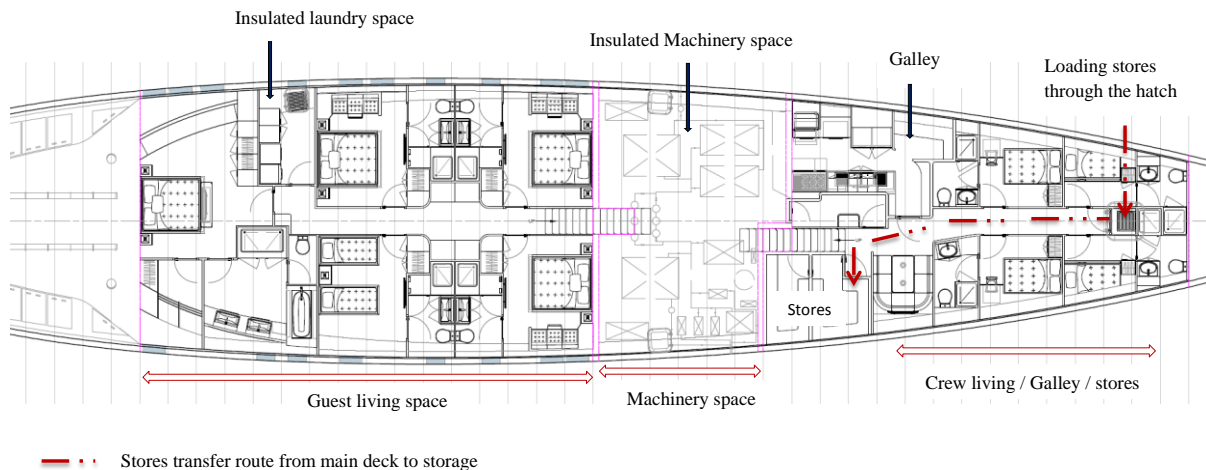 Insulated laundry space
Insulated Machinery space
Galley
Loading stores
through the hatch
Stores
Guest living space
Machinery space
Crew living / Galley / stores
Stores transfer route from main deck to storage